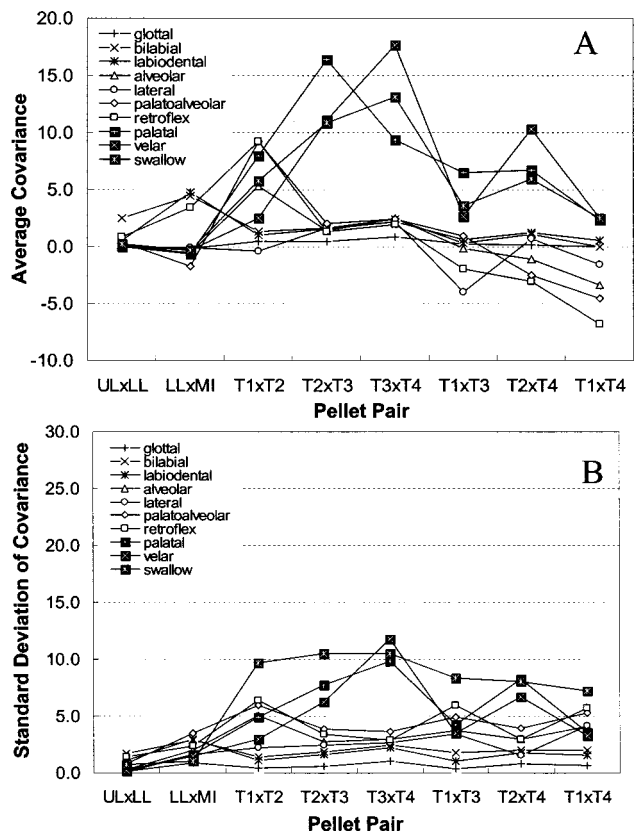 A
20.0
15.0
10.0
5.0
0.0
-5.0
-10.0
Average Covariance
glottal
bilabial
labiodental
alveolar
lateral
palatoalveolar
retroflex
palatal
velar
swallow
ULxLL LLxMI T1xT2 T2xT3 T3xT4 T1xT3 T2xT4 T1xT4
Pellet Pair
B
30.0
25.0
20.0
15.0
10.0
5.0
0.0
Standard Deviation of Covariance
glottal
bilabial
labiodental
alveolar
lateral
palatoalveolar
retroflex
palatal
velar
swallow
ULxLL LLxMI T1xT2 T2xT3 T3xT4 T1xT3 T2xT4 T1xT4
Pellet Pair